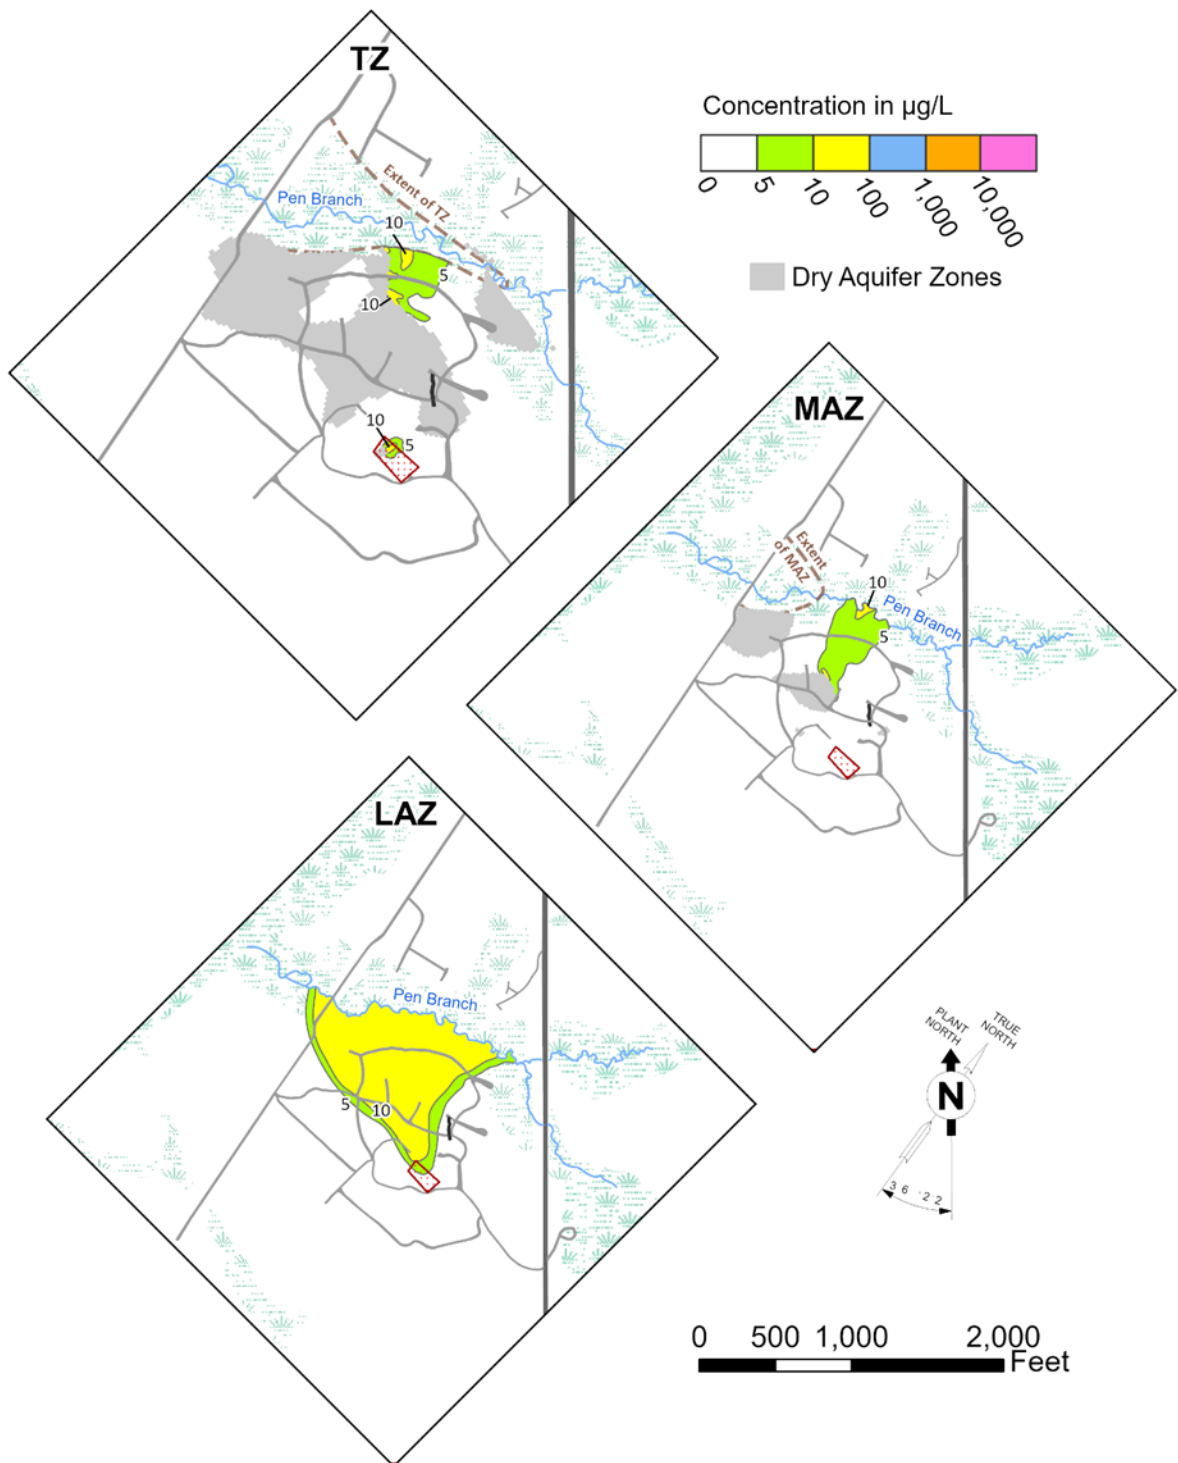 TZ
Concentration in µg/L
0
5
10
100
1,000
10,000
Dry Aquifer Zones
Extent of TZ
Pen Branch
10
5
10
10
5
MAZ
Extent
of MAZ
10
Pen Branch
5
LAZ
Pen Branch
5
10
PLANT
NORTH
TRUE
NORTH
N
36 '22
0 500 1,000 2,000
Feet